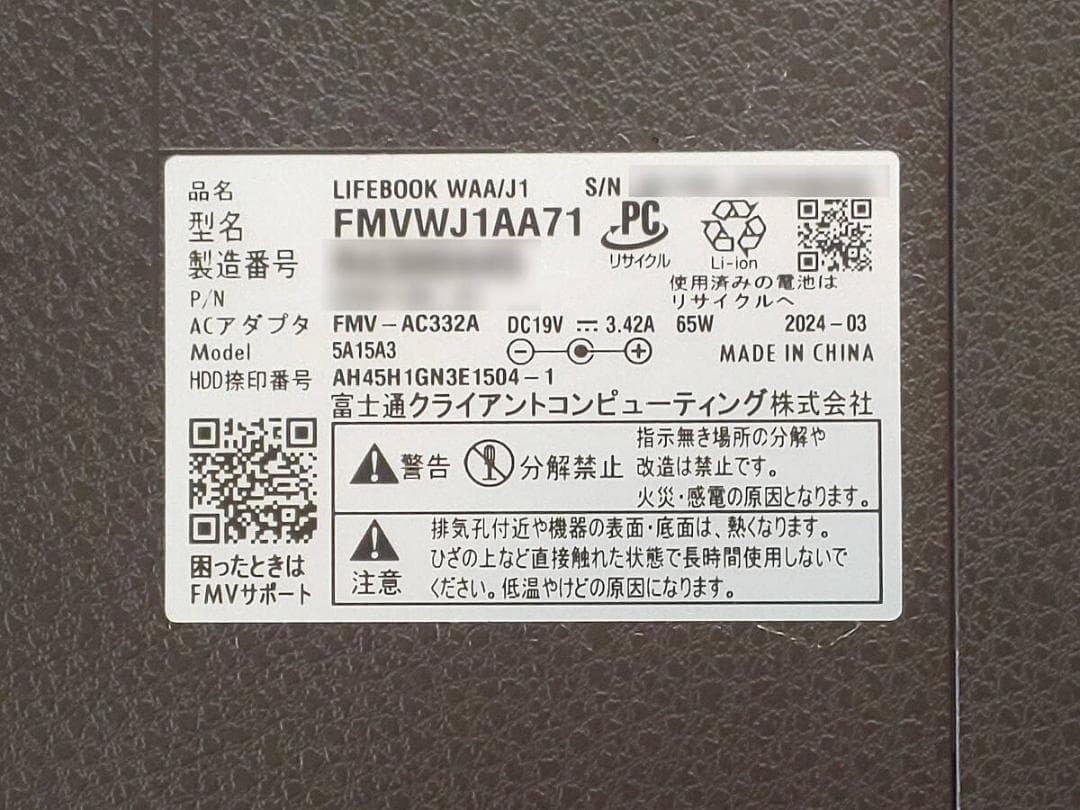 品名 LIFEBOOK WAA/J1 S/N
型名 FMVWJ1AA71
PC
リサイクル
Li-ion
製造番号
使用済みの電池は
リサイクルへ
P/N
ACアダプタ FMV-AC332A DC19V 3.42A 65W 2024-03
Model 5A15A3
MADE IN CHINA
HDD捺印番号 AH45H1GN3E1504-1
富士通クライアントコンピューティング株式会社
警告 分解禁止
指示無き場所の分解や
改造は禁止です。
火災・感電の原因となります。
注意
排気孔付近や機器の表面・底面は、熱くなります。
ひざの上など直接触れた状態で長時間使用しないで
ください。低温やけどの原因になります。
困ったときは
FMVサポート